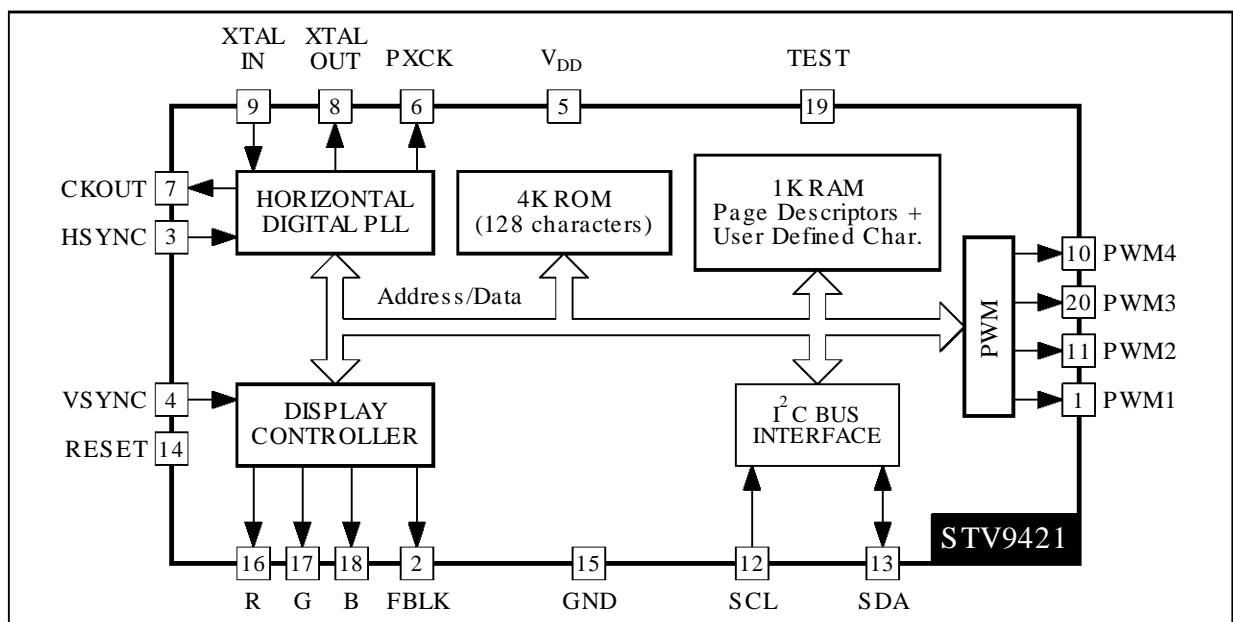 XTAL IN
XTAL OUT
PXCK
VDD
TEST
9
8
6
5
19
CKOUT
7
HSYNC
3
HORIZONTAL
DIGITAL PLL
4K ROM
(128 characters)
1K RAM
Page Descriptors +
User Defined Char.
Address/Data
PWM
10
PWM4
20
PWM3
11
PWM2
1
PWM1
VSYNC
4
RESET
14
DISPLAY
CONTROLLER
I2C BUS
INTERFACE
STV9421
16
17
18
2
15
12
13
R
G
B
FBLK
GND
SCL
SDA